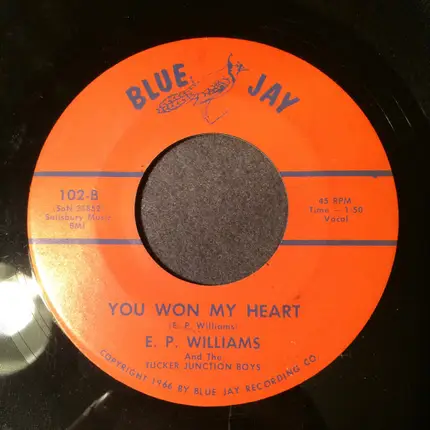 BLUE JAY
102-B
Salisbury Music
BMI
45 RPM
Time - 1:50
Vocal
YOU WON MY HEART
(E. P. Williams)
E. P. WILLIAMS
And The
TUCKER JUNCTION BOYS
COPYRIGHT 1966 BY BLUE JAY RECORDING CO